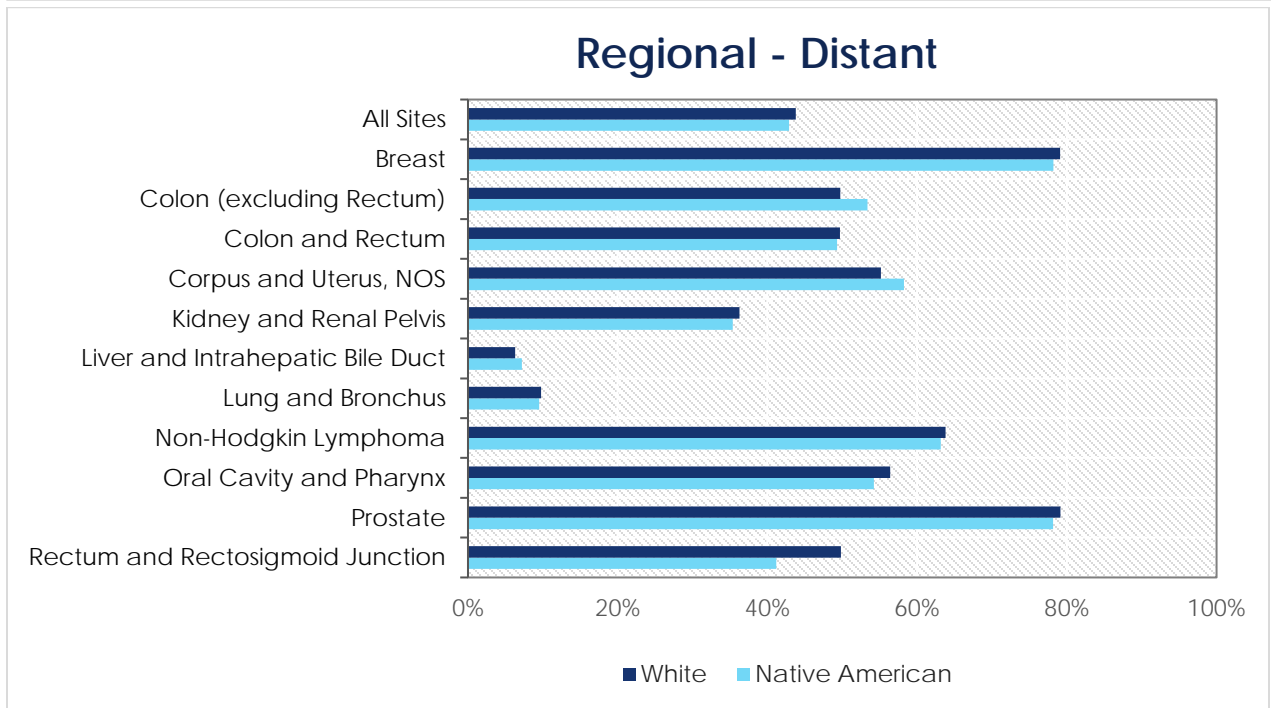 Regional - Distant
All Sites
Breast
Colon (excluding Rectum)
Colon and Rectum
Corpus and Uterus, NOS
Kidney and Renal Pelvis
Liver and Intrahepatic Bile Duct
Lung and Bronchus
Non-Hodgkin Lymphoma
Oral Cavity and Pharynx
Prostate
Rectum and Rectosigmoid Junction
0% 20% 40% 60% 80% 100%
White Native American